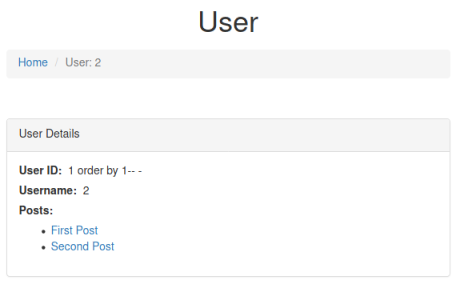 User
Home / User: 2
User Details
User ID: 1 order by 1-- -
Username: 2
Posts:
First Post
Second Post